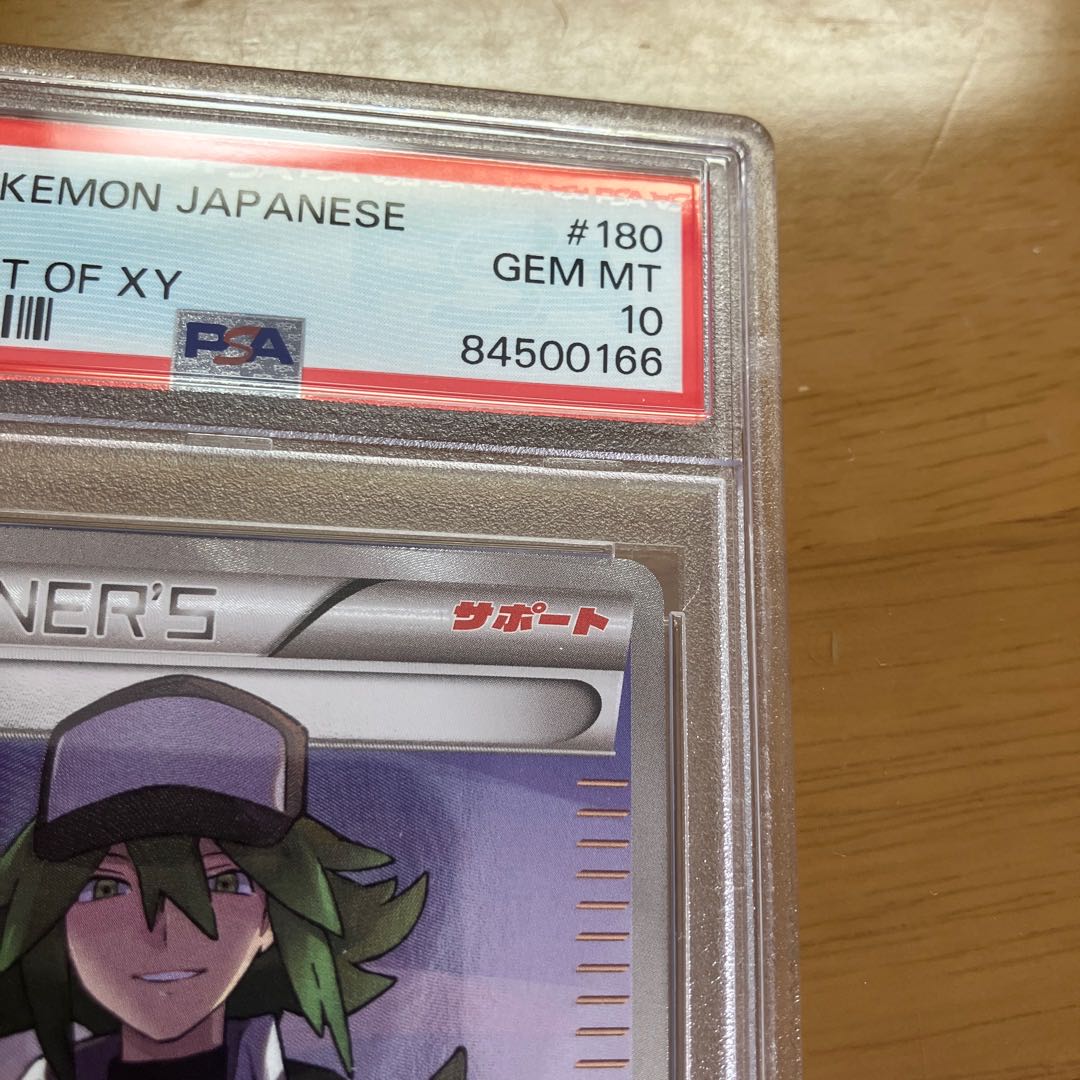 KEMON JAPANESE
#180
T OF XY
GEM MT
10
PSA
84500166
NER'S
サポート